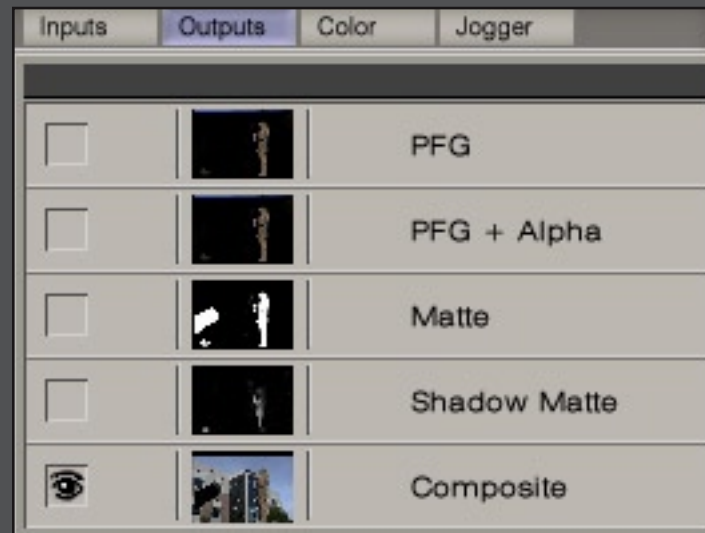 Inputs Outputs Color Jogger
PFG
PFG + Alpha
Matte
Shadow Matte
Composite